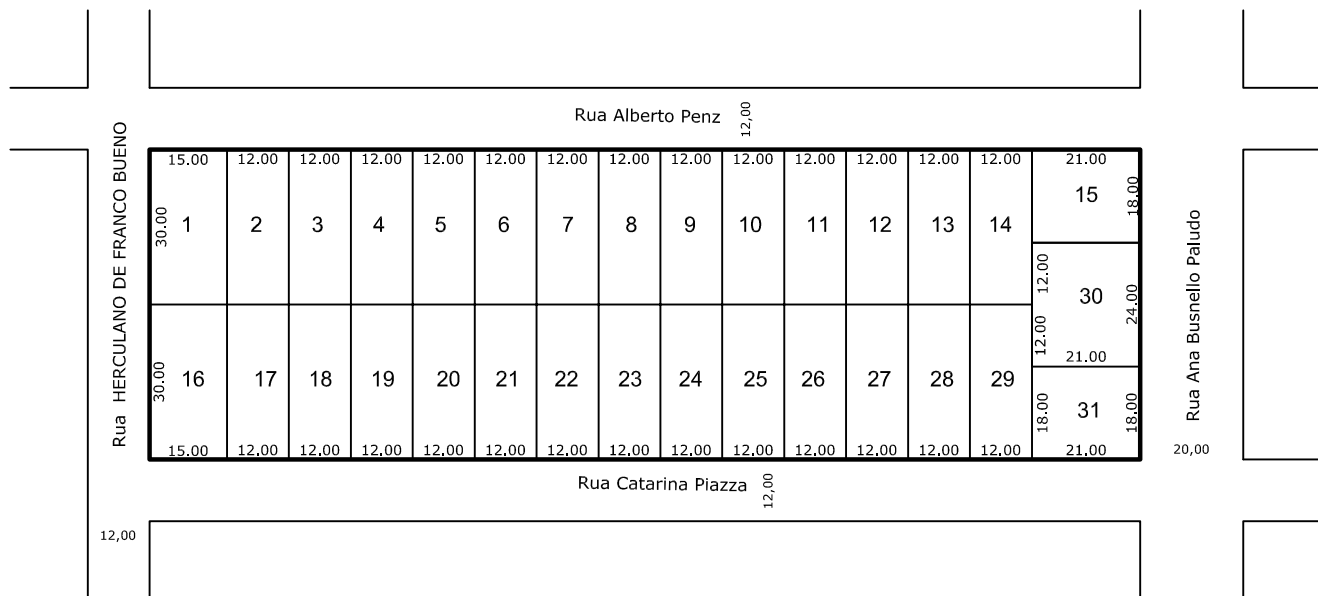 Rua Alberto Penz
12,00
Rua HERCULANO DE FRANCO BUENO
15.00 12.00 12.00 12.00 12.00 12.00 12.00 12.00 12.00 12.00 12.00 12.00 12.00 12.00 21.00
30.00
1 2 3 4 5 6 7 8 9 10 11 12 13 14 15
18.00
12.00
30
24.00
12.00
21.00
Rua Ana Busnello Paludo
30.00
16 17 18 19 20 21 22 23 24 25 26 27 28 29
18.00
31
18.00
15.00 12.00 12.00 12.00 12.00 12.00 12.00 12.00 12.00 12.00 12.00 12.00 12.00 12.00 21.00
20,00
Rua Catarina Piazza
12,00
12,00